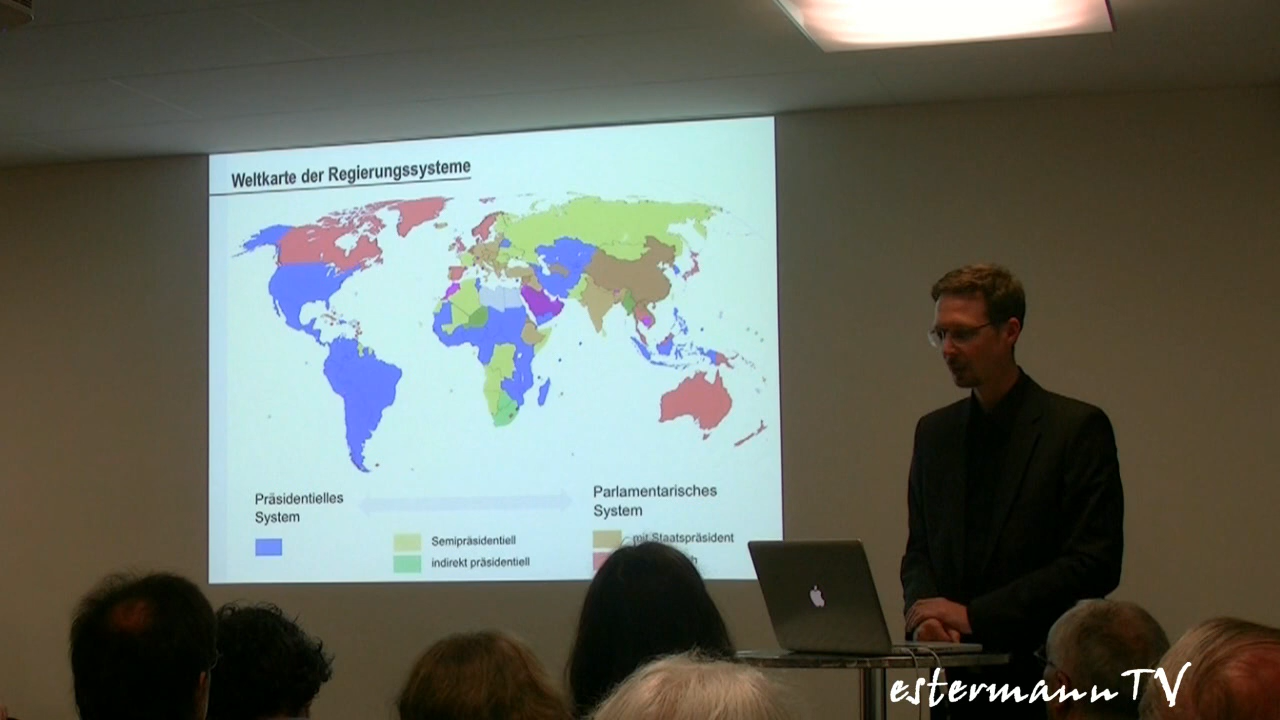 Weltkarte der Regierungssysteme
Präsidentielles
System
Parlamentarisches
System
Semipräsidentiell
indirekt präsidentiell
mit Staatspräsident
estermannTV